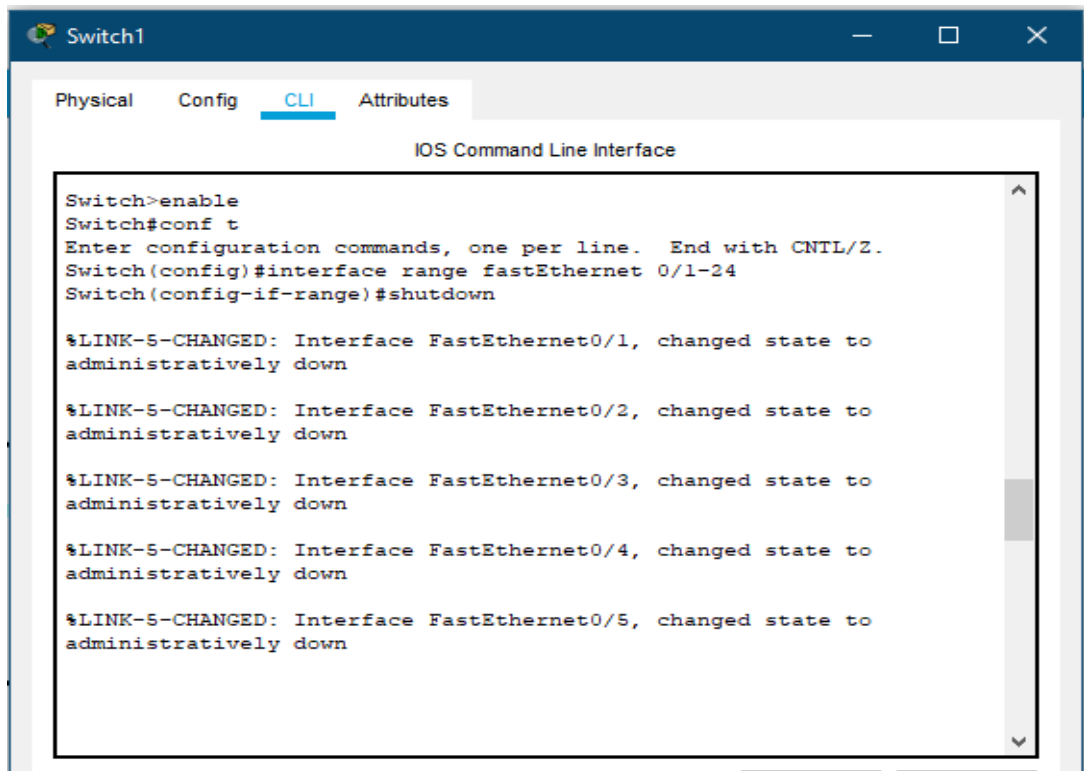 Switch1
Physical Config CLI Attributes
IOS Command Line Interface
Switch>enable
Switch#conf t
Enter configuration commands, one per line.  End with CNTL/Z.
Switch(config)#interface range fastEthernet 0/1-24
Switch(config-if-range)#shutdown
%LINK-5-CHANGED: Interface FastEthernet0/1, changed state to
administratively down
%LINK-5-CHANGED: Interface FastEthernet0/2, changed state to
administratively down
%LINK-5-CHANGED: Interface FastEthernet0/3, changed state to
administratively down
%LINK-5-CHANGED: Interface FastEthernet0/4, changed state to
administratively down
%LINK-5-CHANGED: Interface FastEthernet0/5, changed state to
administratively down